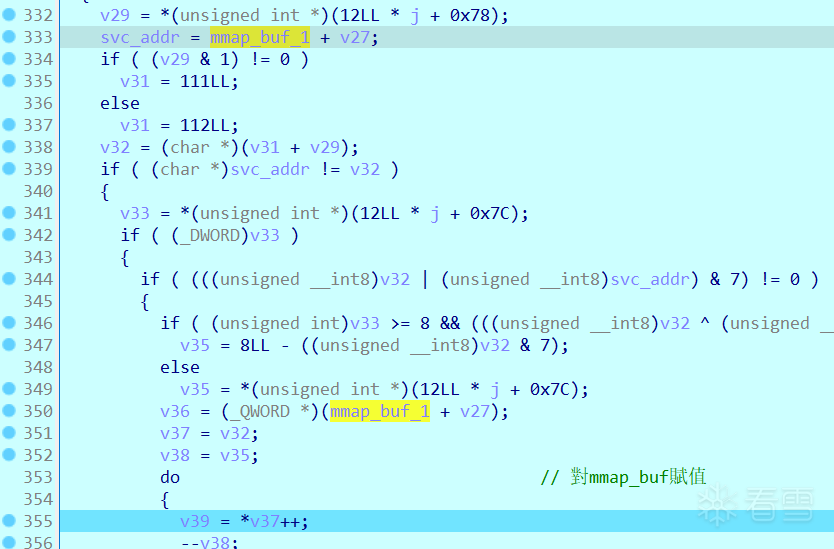 {
332 v29 = *(unsigned int *)(12LL * j + 0x78);
333 svc_addr = mmap_buf_1 + v27;
334 if ( (v29 & 1) != 0 )
335 v31 = 111LL;
336 else
337 v31 = 112LL;
338 v32 = (char *)(v31 + v29);
339 if ( (char *)svc_addr != v32 )
340 {
341 v33 = *(unsigned int *)(12LL * j + 0x7C);
342 if ( (_DWORD)v33 )
343 {
344 if ( (((unsigned __int8)v32 | (unsigned __int8)svc_addr) & 7) != 0 )
345 {
346 if ( (unsigned int)v33 >= 8 && (((unsigned __int8)v32 ^ (unsigned __
347 v35 = 8LL - ((unsigned __int8)v32 & 7);
348 else
349 v35 = *(unsigned int *)(12LL * j + 0x7C);
350 v36 = (_QWORD *)(mmap_buf_1 + v27);
351 v37 = v32;
352 v38 = v35;
353 do // 對mmap_buf賦值
354 {
355 v39 = *v37++;
356 --v38;
看雪